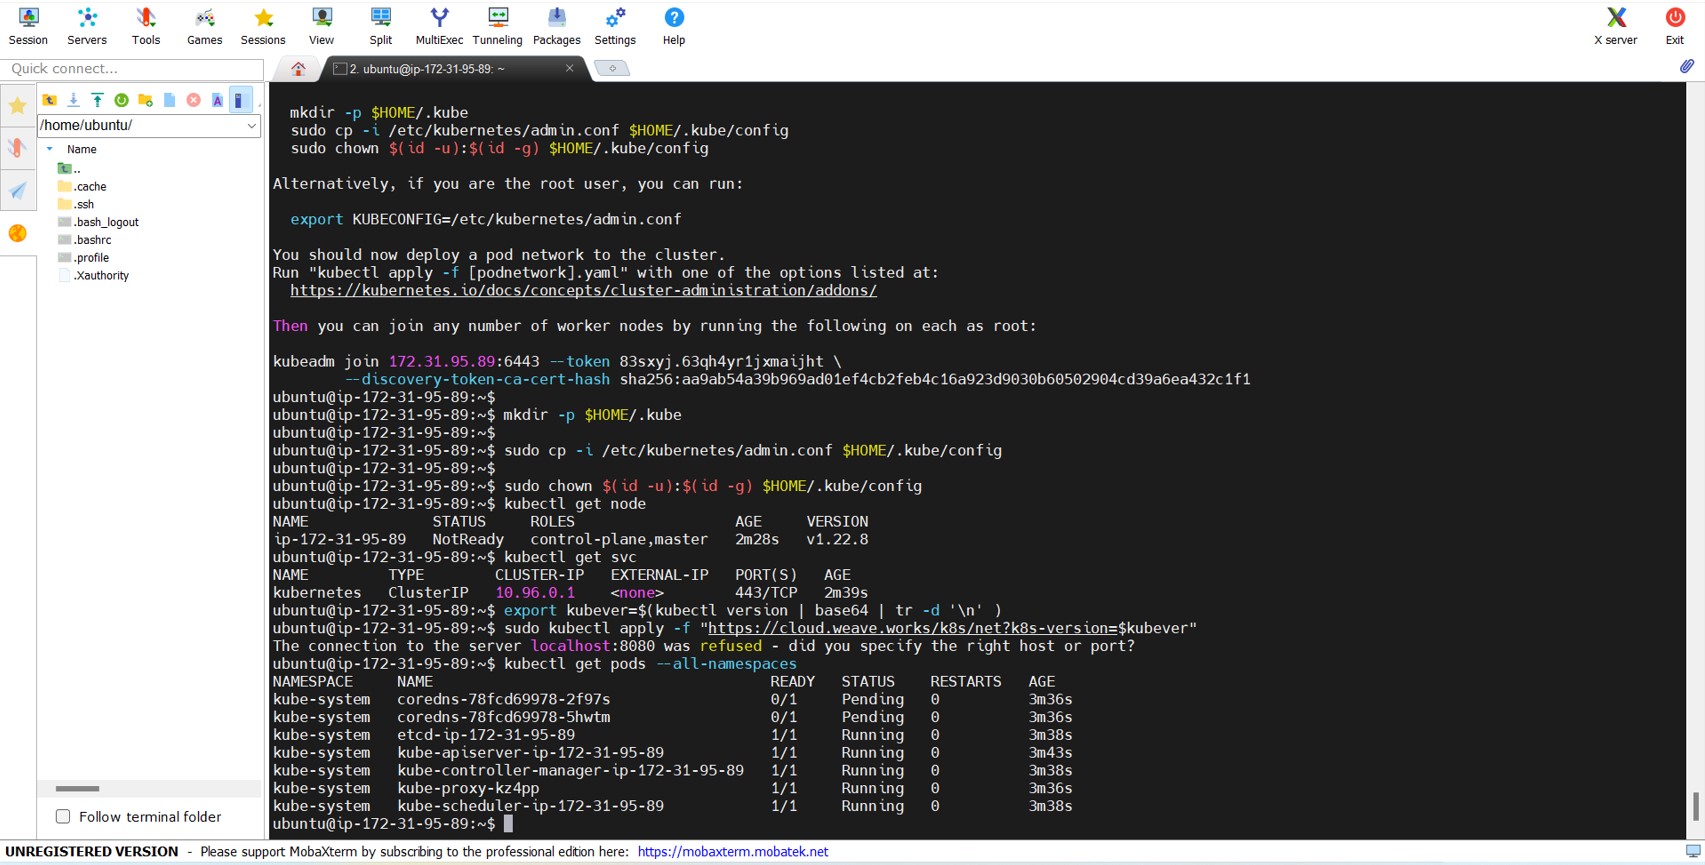 Session Servers Tools Games Sessions View Split MultiExec Tunneling Packages Settings Help X server Exit
Quick connect...
2. ubuntu@ip-172-31-95-89: ~
/home/ubuntu/
Name
..
.cache
.ssh
.bash_logout
.bashrc
.profile
.Xauthority
Follow terminal folder
mkdir -p $HOME/.kube
sudo cp -i /etc/kubernetes/admin.conf $HOME/.kube/config
sudo chown $(id -u):$(id -g) $HOME/.kube/config
Alternatively, if you are the root user, you can run:
export KUBECONFIG=/etc/kubernetes/admin.conf
You should now deploy a pod network to the cluster.
Run "kubectl apply -f [podnetwork].yaml" with one of the options listed at:
https://kubernetes.io/docs/concepts/cluster-administration/addons/
Then you can join any number of worker nodes by running the following on each as root:
kubeadm join 172.31.95.89:6443 --token 83sxyj.63qh4yr1jxmaijht \
--discovery-token-ca-cert-hash sha256:aa9ab54a39b969ad01ef4cb2feb4c16a923d9030b60502904cd39a6ea432c1f1
ubuntu@ip-172-31-95-89:~$
ubuntu@ip-172-31-95-89:~$ mkdir -p $HOME/.kube
ubuntu@ip-172-31-95-89:~$
ubuntu@ip-172-31-95-89:~$ sudo cp -i /etc/kubernetes/admin.conf $HOME/.kube/config
ubuntu@ip-172-31-95-89:~$
ubuntu@ip-172-31-95-89:~$ sudo chown $(id -u):$(id -g) $HOME/.kube/config
ubuntu@ip-172-31-95-89:~$ kubectl get node
NAME STATUS ROLES AGE VERSION
ip-172-31-95-89 NotReady control-plane,master 2m28s v1.22.8
ubuntu@ip-172-31-95-89:~$ kubectl get svc
NAME TYPE CLUSTER-IP EXTERNAL-IP PORT(S) AGE
kubernetes ClusterIP 10.96.0.1 <none> 443/TCP 2m39s
ubuntu@ip-172-31-95-89:~$ export kubever=$(kubectl version | base64 | tr -d '\n' )
ubuntu@ip-172-31-95-89:~$ sudo kubectl apply -f "https://cloud.weave.works/k8s/net?k8s-version=$kubever"
The connection to the server localhost:8080 was refused - did you specify the right host or port?
ubuntu@ip-172-31-95-89:~$ kubectl get pods --all-namespaces
NAMESPACE NAME READY STATUS RESTARTS AGE
kube-system coredns-78fcd69978-2f97s 0/1 Pending 0 3m36s
kube-system coredns-78fcd69978-5hwtm 0/1 Pending 0 3m36s
kube-system etcd-ip-172-31-95-89 1/1 Running 0 3m38s
kube-system kube-apiserver-ip-172-31-95-89 1/1 Running 0 3m43s
kube-system kube-controller-manager-ip-172-31-95-89 1/1 Running 0 3m38s
kube-system kube-proxy-kz4pp 1/1 Running 0 3m36s
kube-system kube-scheduler-ip-172-31-95-89 1/1 Running 0 3m38s
ubuntu@ip-172-31-95-89:~$
UNREGISTERED VERSION - Please support MobaXterm by subscribing to the professional edition here: https://mobaxterm.mobatek.net